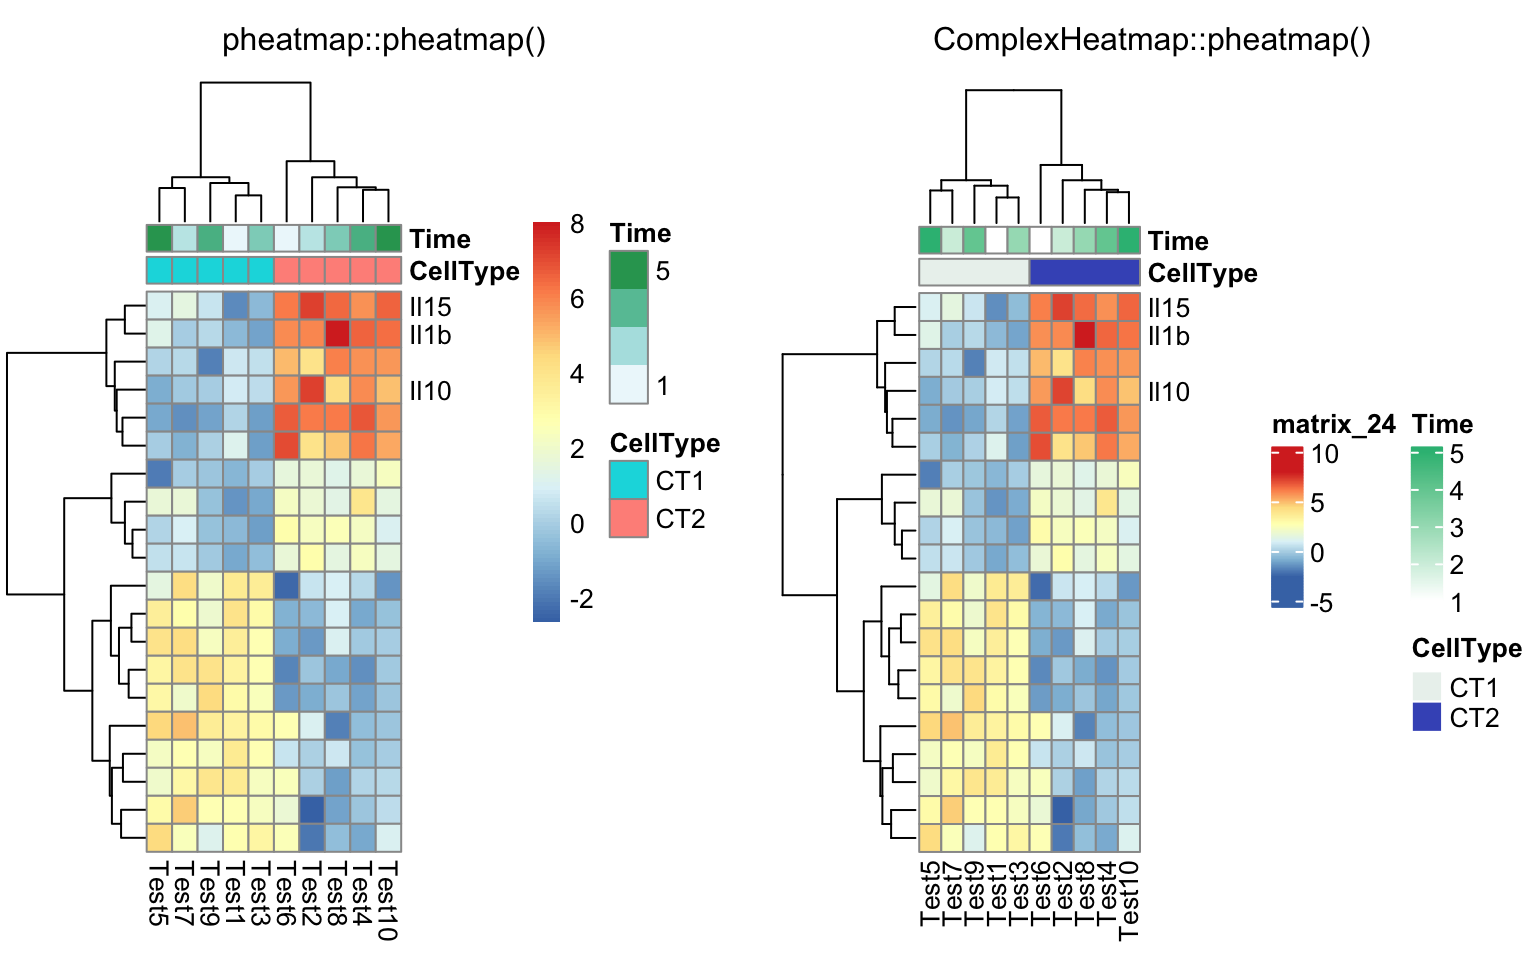 pheatmap::pheatmap()
Time
CellType
Il15
Il1b
Il10
Test5
Test7
Test9
Test1
Test3
Test6
Test2
Test8
Test4
Test10
8
6
4
2
0
-2
Time
5
1
CellType
CT1
CT2
ComplexHeatmap::pheatmap()
Time
CellType
Il15
Il1b
Il10
Test5
Test7
Test9
Test1
Test3
Test6
Test2
Test8
Test4
Test10
matrix_24
10
5
0
-5
Time
5
4
3
2
1
CellType
CT1
CT2